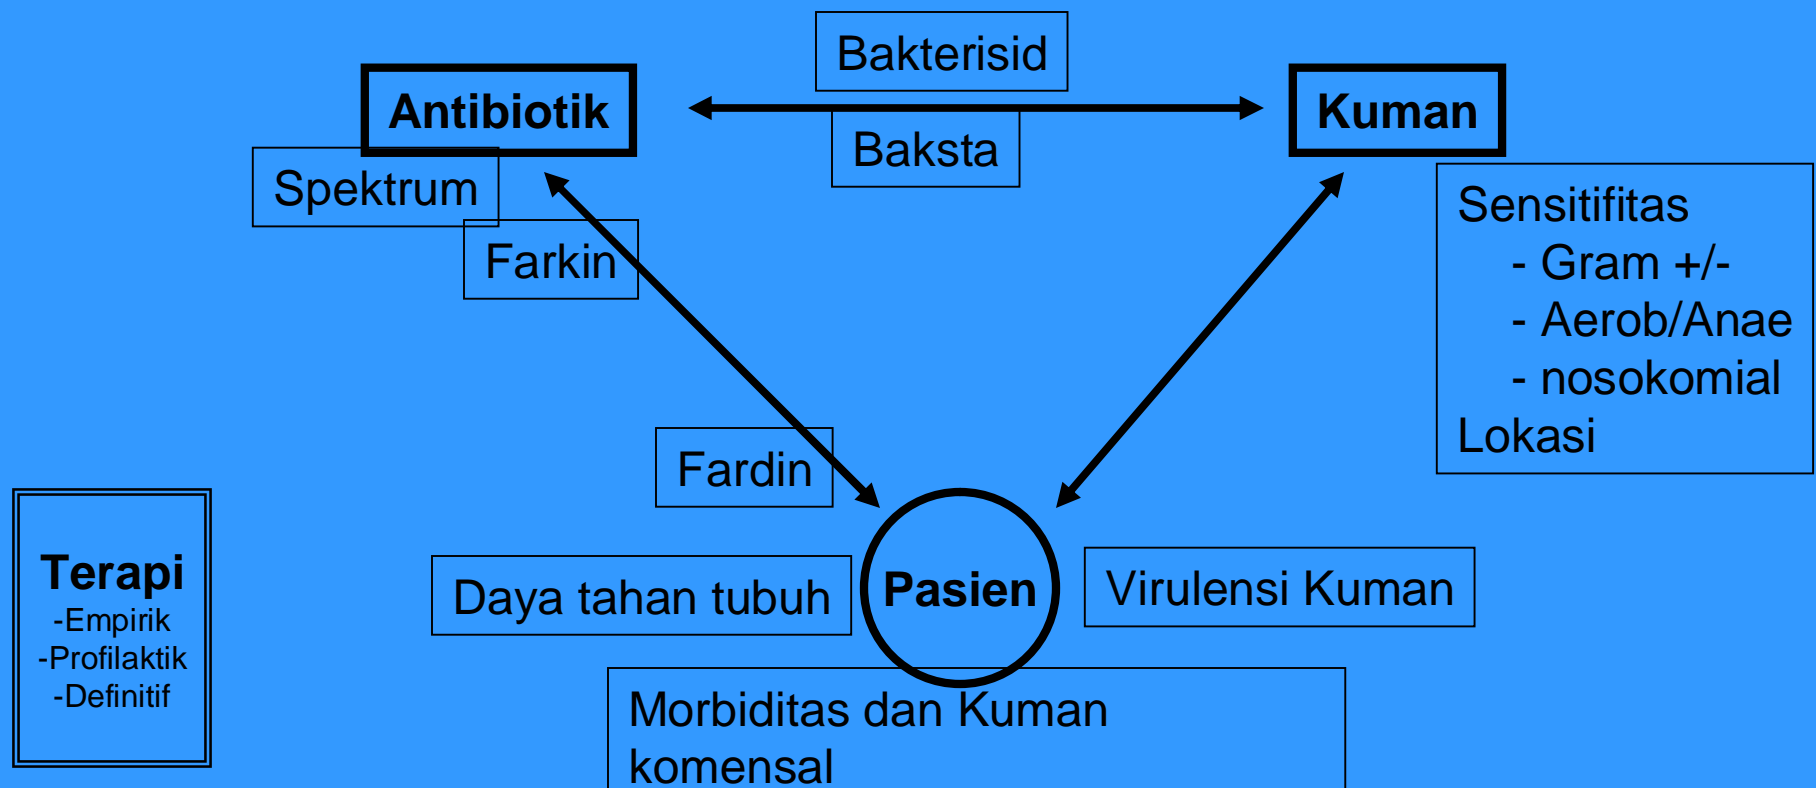 Bakterisid
Antibiotik
Kuman
Baksta
Spektrum
Farkin
Sensitifitas
- Gram +/-
- Aerob/Anae
- nosokomial
Lokasi
Fardin
Terapi
-Empirik
-Profilaktik
-Definitif
Daya tahan tubuh
Pasien
Virulensi Kuman
Morbiditas dan Kuman
komensal